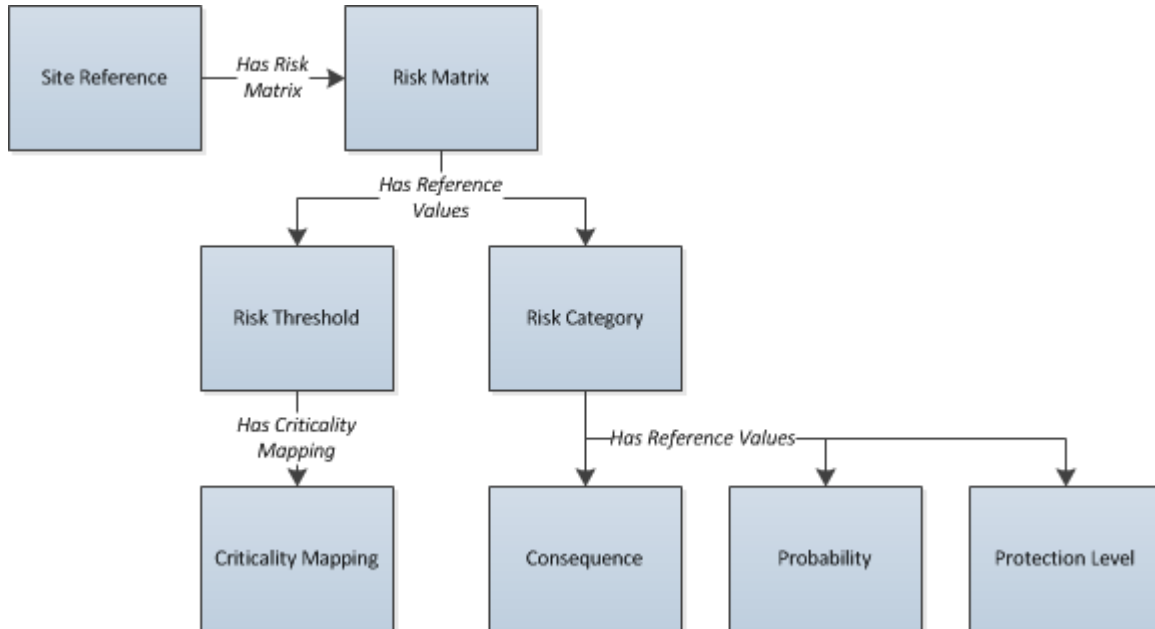 Site Reference
Has Risk
Matrix
Risk Matrix
Has Reference
Values
Risk Threshold
Risk Category
Has Criticality
Mapping
Has Reference Values
Criticality Mapping
Consequence
Probability
Protection Level